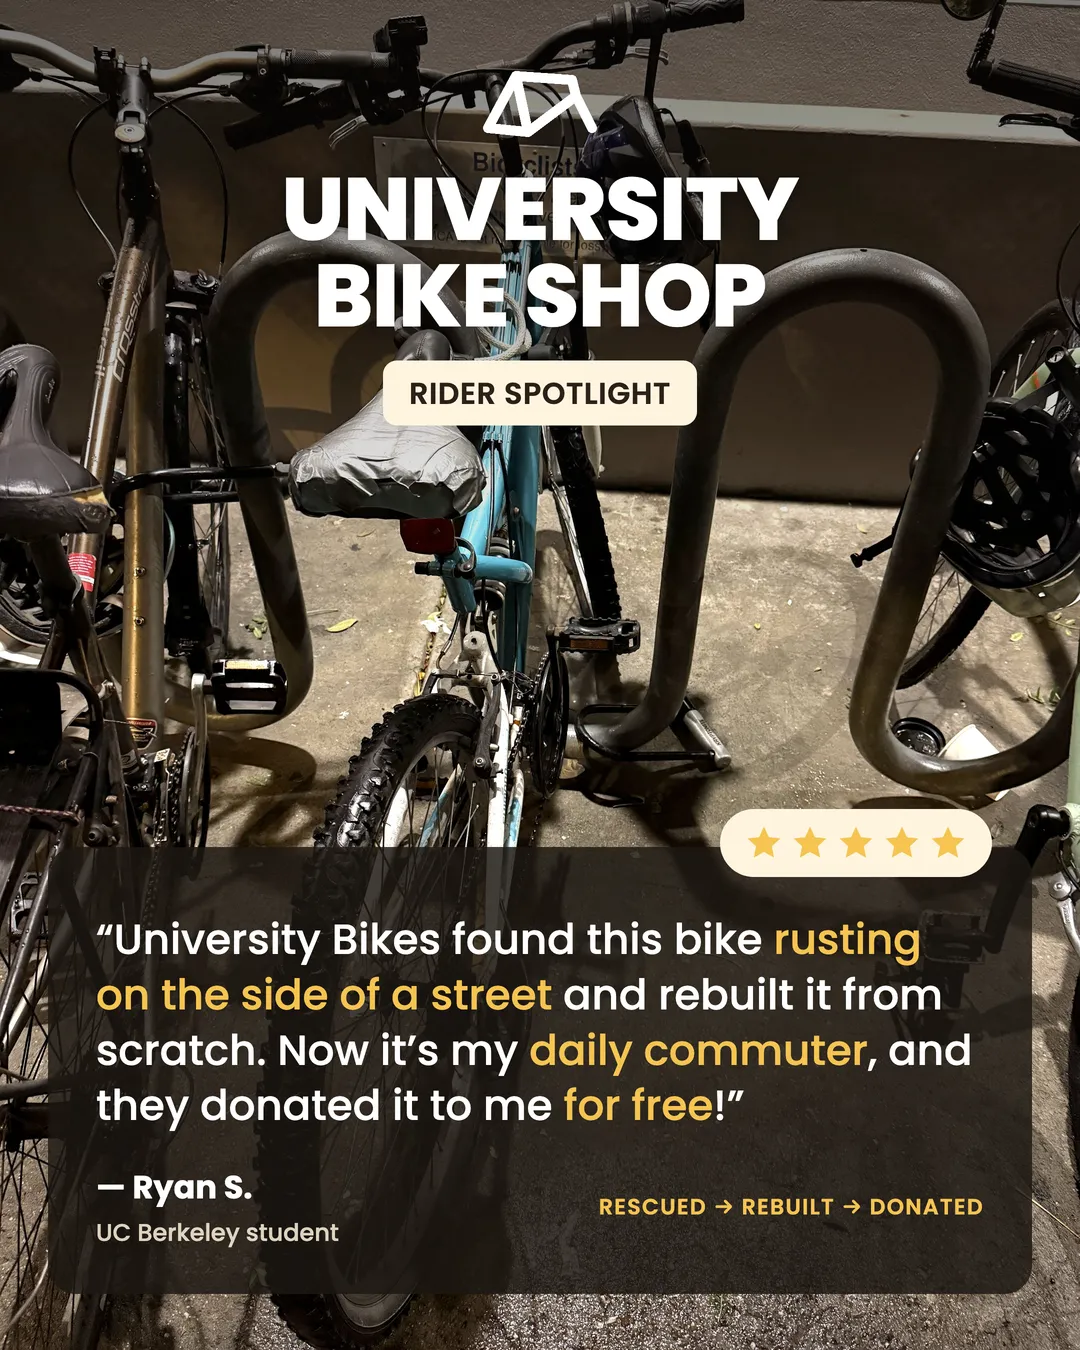 Bicyclists
UNIVERSITY
BIKE SHOP
RIDER SPOTLIGHT
“University Bikes found this bike rusting
on the side of a street and rebuilt it from
scratch. Now it’s my daily commuter, and
they donated it to me for free!”
— Ryan S.
UC Berkeley student
RESCUED → REBUILT → DONATED